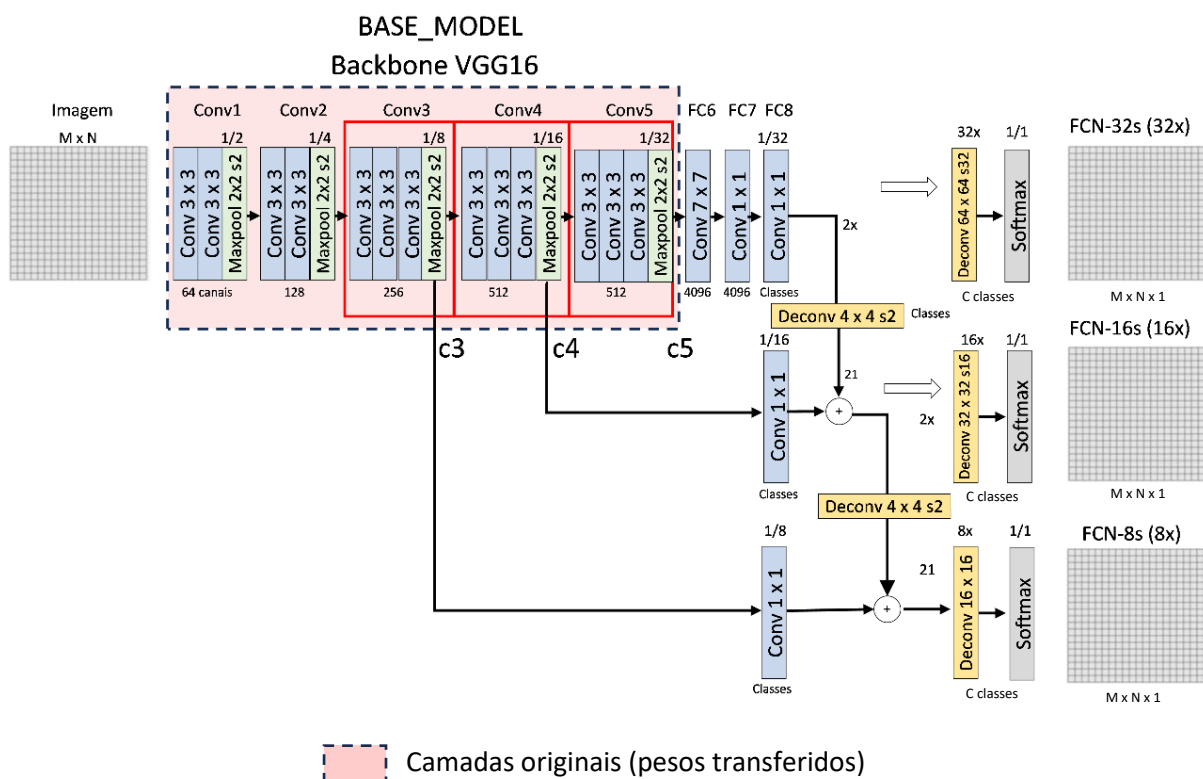 BASE_MODEL
Backbone VGG16
Imagem
M x N
Conv1
Conv2
Conv3
Conv4
Conv5
FC6
FC7
FC8
1/2
1/4
1/8
1/16
1/32
1/32
Conv 3 x 3
Conv 3 x 3
Maxpool 2x2 s2
Conv 3 x 3
Conv 3 x 3
Maxpool 2x2 s2
Conv 3 x 3
Conv 3 x 3
Conv 3 x 3
Maxpool 2x2 s2
Conv 3 x 3
Conv 3 x 3
Conv 3 x 3
Maxpool 2x2 s2
Conv 3 x 3
Conv 3 x 3
Conv 3 x 3
Maxpool 2x2 s2
Conv 7 x 7
Conv 1 x 1
Conv 1 x 1
64 canais
128
256
512
512
4096
4096
Classes
2x
32x
1/1
Deconv 64 x 64 s32
Softmax
C classes
FCN-32s (32x)
M x N x 1
Deconv 4 x 4 s2
Classes
c3
c4
c5
1/16
Conv 1 x 1
Classes
21
+
2x
16x
1/1
Deconv 32 x 32 s16
Softmax
C classes
FCN-16s (16x)
M x N x 1
Deconv 4 x 4 s2
1/8
Conv 1 x 1
Classes
21
+
8x
1/1
Deconv 16 x 16
Softmax
C classes
FCN-8s (8x)
M x N x 1
Camadas originais (pesos transferidos)